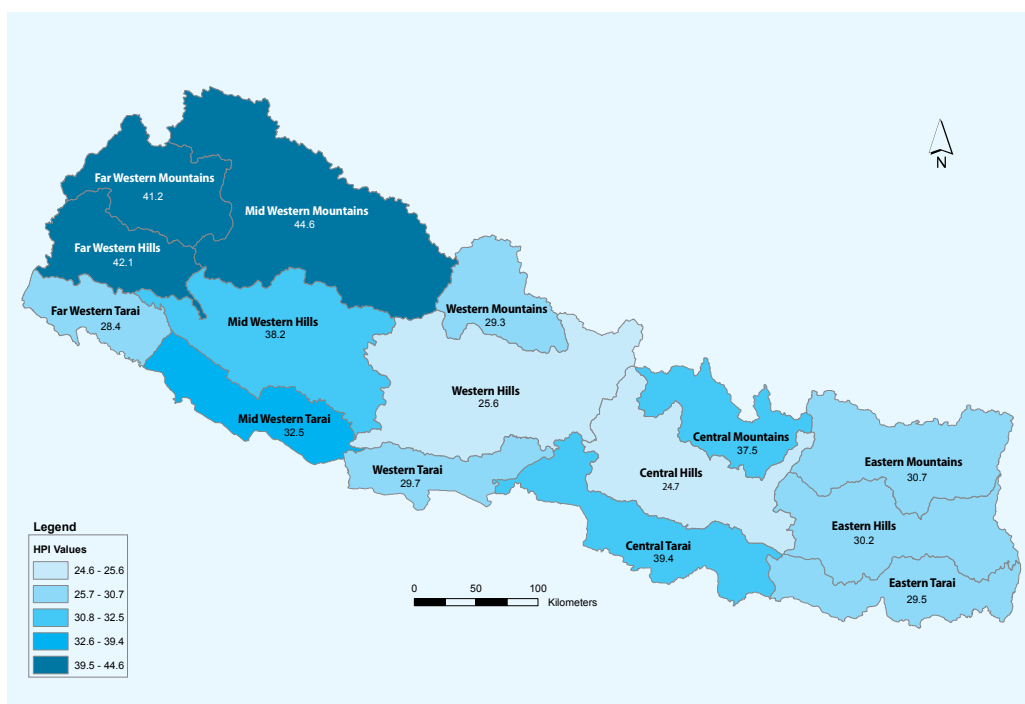 N
Far Western Mountains
41.2
Mid Western Mountains
44.6
Far Western Hills
42.1
Far Western Tarai
28.4
Mid Western Hills
38.2
Western Mountains
29.3
Western Hills
25.6
Mid Western Tarai
32.5
Western Tarai
29.7
Central Mountains
37.5
Central Hills
24.7
Eastern Mountains
30.7
Eastern Hills
30.2
Central Tarai
39.4
Eastern Tarai
29.5
Legend
HPI Values
24.6 - 25.6
25.7 - 30.7
30.8 - 32.5
32.6 - 39.4
39.5 - 44.6
0 50 100
Kilometers